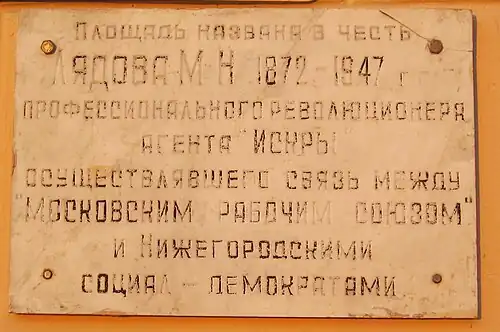 Площадь названа в честь
Лядова М Н 1872-1947 г
профессионального революционера
агента "Искры"
осуществлявшего связь между
"Московским рабочим союзом"
и Нижегородскими
социал-демократами